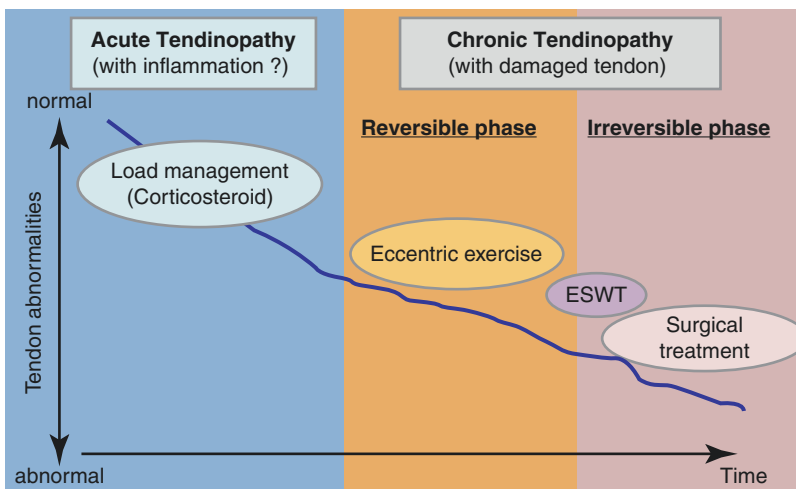 Acute Tendinopathy
(with inflammation ?)
Chronic Tendinopathy
(with damaged tendon)
normal
Reversible phase
Irreversible phase
Load management
(Corticosteroid)
Eccentric exercise
ESWT
Surgical
treatment
Tendon abnormalities
abnormal
Time